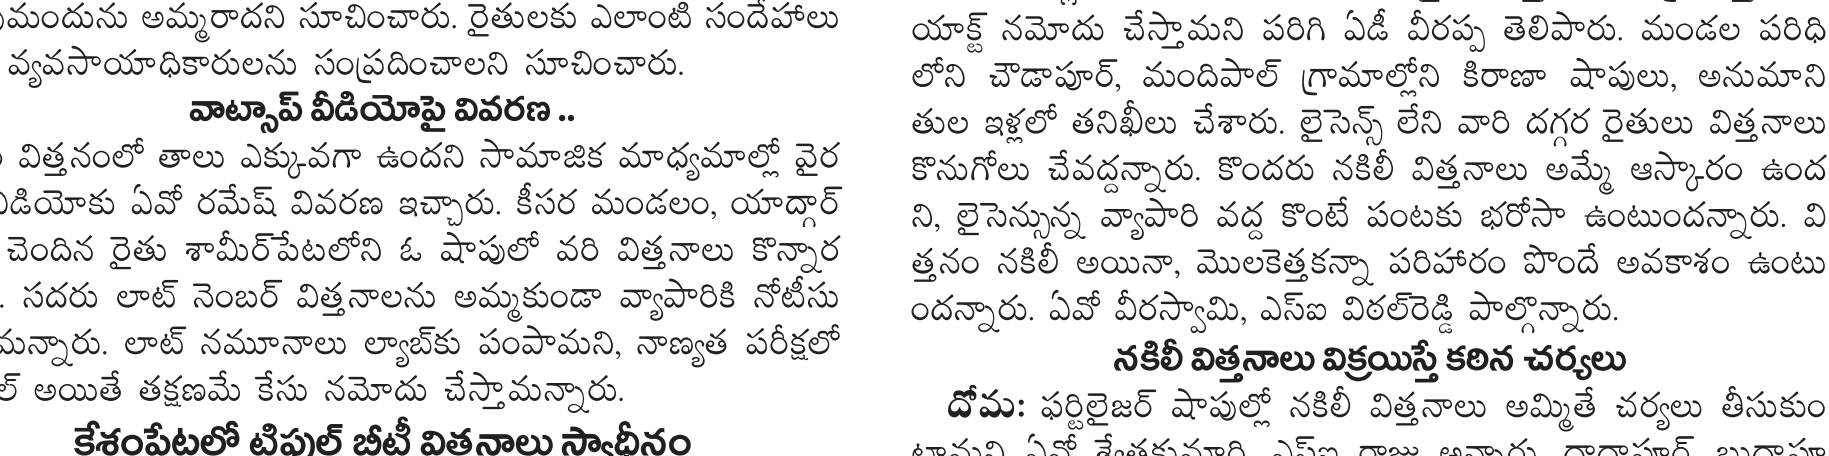 అమ్మరాదని సూచించారు. రైతులకు ఎలాంటి సందేహాలు
వ్యవసాయాధికారులను సంప్రదించాలని సూచించారు.
వాట్సాప్ వీడియోపై వివరణ ..
విత్తనంలో తాలు ఎక్కువగా ఉందని సామాజిక మాధ్యమాల్లో వైర
ఏవో రమేష్ వివరణ ఇచ్చారు. కీసర మండలం, యాద్గార్
చెందిన రైతు శామీర్‌పేటలోని ఓ షాపులో వరి విత్తనాలు కొన్నార
. సదరు లాట్ నెంబర్ విత్తనాలను అమ్మకుండా వ్యాపారికి నోటీసు
లాట్ నమూనాలు ల్యాబ్‌కు పంపామని, నాణ్యత పరీక్షలో
అయితే తక్షణమే కేసు నమోదు చేస్తామన్నారు.
కేశంపేటలో టిఫుల్ బీటీ వితనాలు స్వాధీనం
యాక్ట్ నమోదు చేస్తామని పరిగి ఏడీ వీరప్ప తెలిపారు. మండల పరిధి
లోని చౌడాపూర్, మందిపాల్ గ్రామాల్లోని కిరాణా షాపులు, అనుమాని
తుల ఇళ్లలో తనిఖీలు చేశారు. లైసెన్స్ లేని వారి దగ్గర రైతులు విత్తనాలు
కొనుగోలు చేవద్దన్నారు. కొందరు నకిలీ విత్తనాలు అమ్మే ఆస్కారం ఉంద
ని, లైసెన్సున్న వ్యాపారి వద్ద కొంటే పంటకు భరోసా ఉంటుందన్నారు. వి
త్తనం నకిలీ అయినా, మొలకెత్తకన్నా పరిహారం పొందే అవకాశం ఉంటు
ందన్నారు. ఏవో వీరస్వామి, ఎస్ఐ విఠల్‌రెడ్డి పాల్గొన్నారు.
నకిలీ విత్తనాలు విక్రయిస్తే కఠిన చర్యలు
దోమ: ఫర్టిలైజర్ షాపుల్లో నకిలీ విత్తనాలు అమ్మితే చర్యలు తీసుకుం